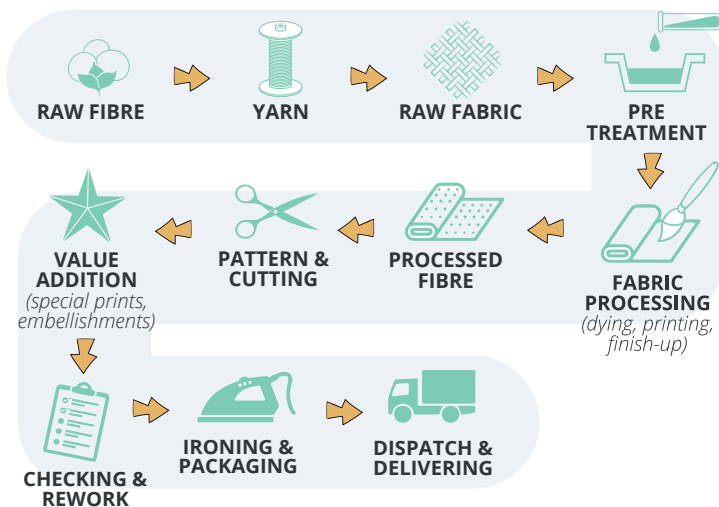 RAW FIBRE
YARN
RAW FABRIC
PRE
TREATMENT
FABRIC
PROCESSING
(dying, printing,
finish-up)
PROCESSED
FIBRE
PATTERN &
CUTTING
VALUE
ADDITION
(special prints,
embellishments)
CHECKING &
REWORK
IRONING &
PACKAGING
DISPATCH &
DELIVERING